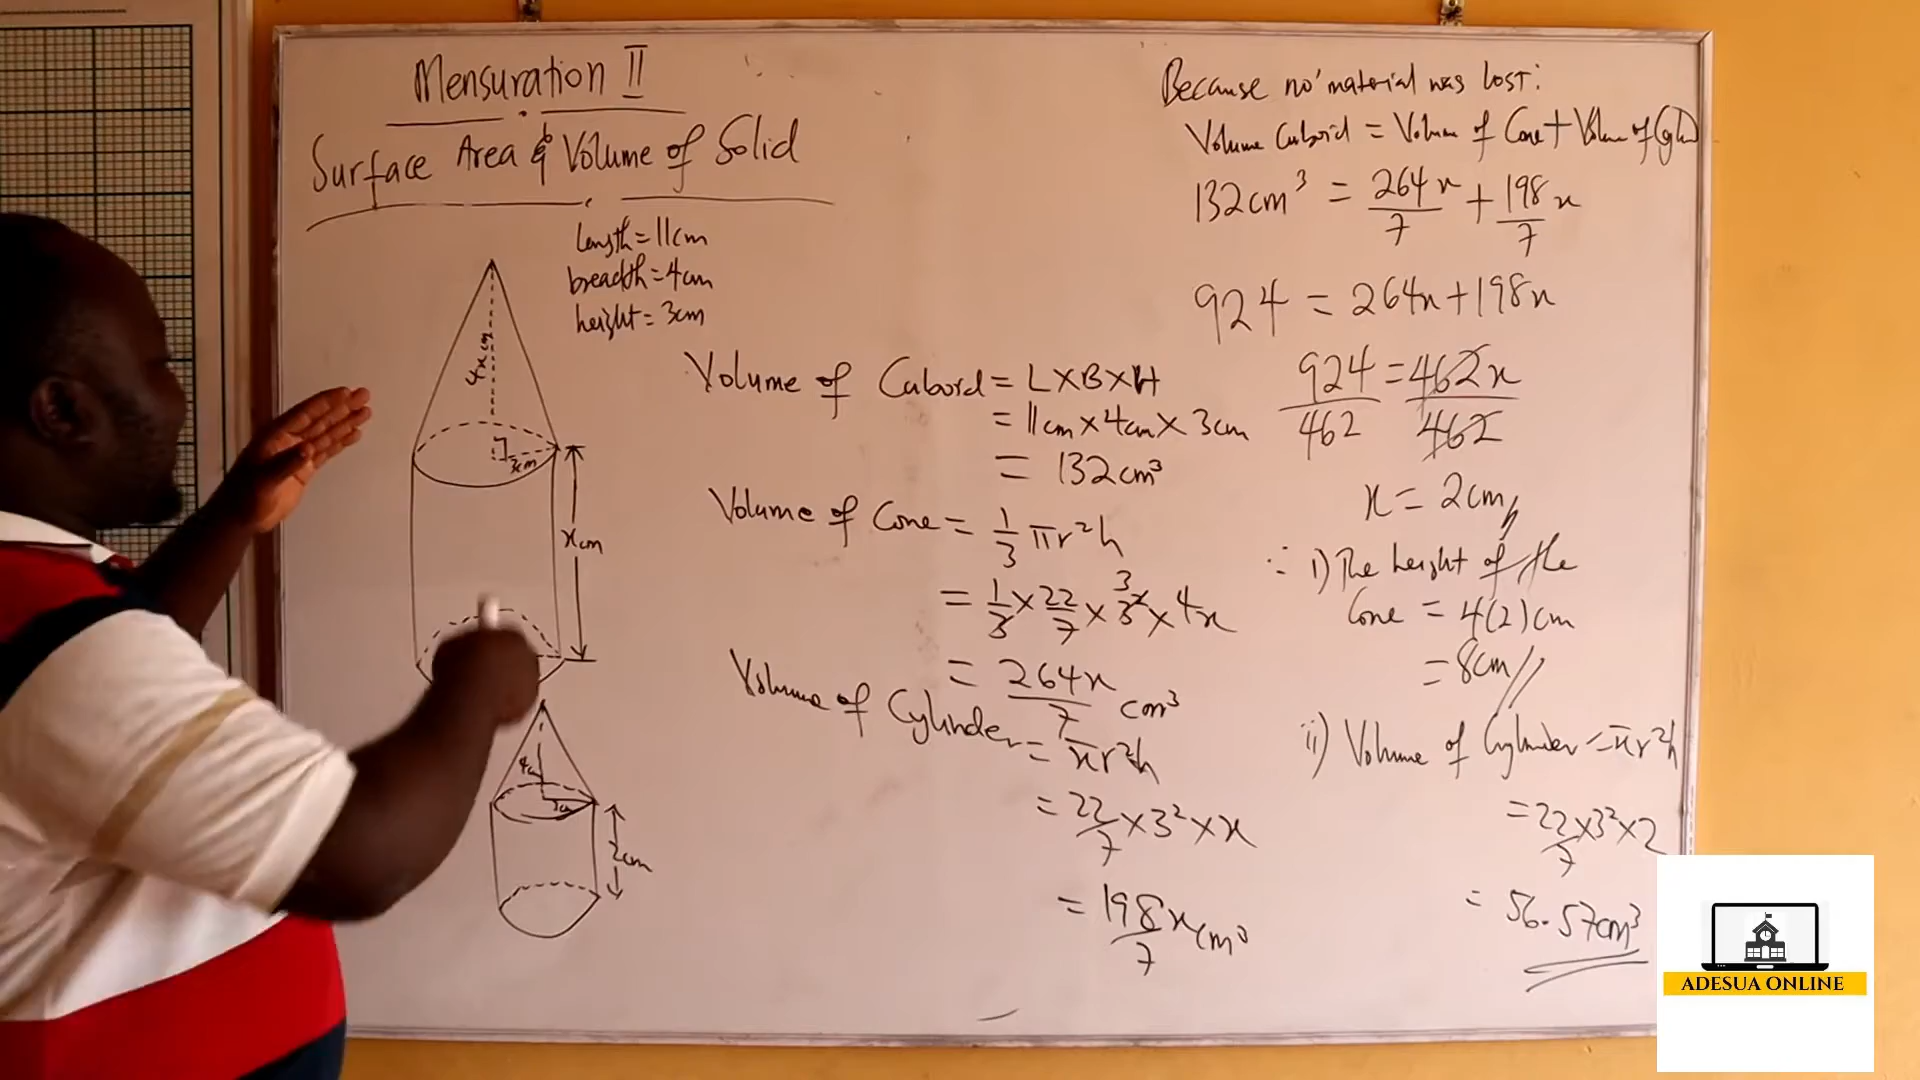 Mensuration II
Surface Area & Volume of Solid
length = 11cm
breadth = 4cm
height = 3cm
4x cm
3cm
x cm
4cm
3cm
2cm
Volume of Cuboid = L×B×H
= 11cm × 4cm × 3cm
= 132cm³
Volume of Cone = 1/3 πr²h
= 1/3 × 22/7 × 3² × 4x
= 264x/7 cm³
Volume of Cylinder = πr²h
= 22/7 × 3² × x
= 198x/7 cm³
Because no material was lost:
Volume Cuboid = Volume of Cone + Volume of Cylin
132cm³ = 264x/7 + 198x/7
924 = 264x + 198x
924/462 = 462x/462
x = 2cm
∴ i) The height of the
Cone = 4(2)cm
= 8cm
ii) Volume of Cylinder = πr²h
= 22/7 × 3² × 2
= 56.57cm³
ADESUA ONLINE